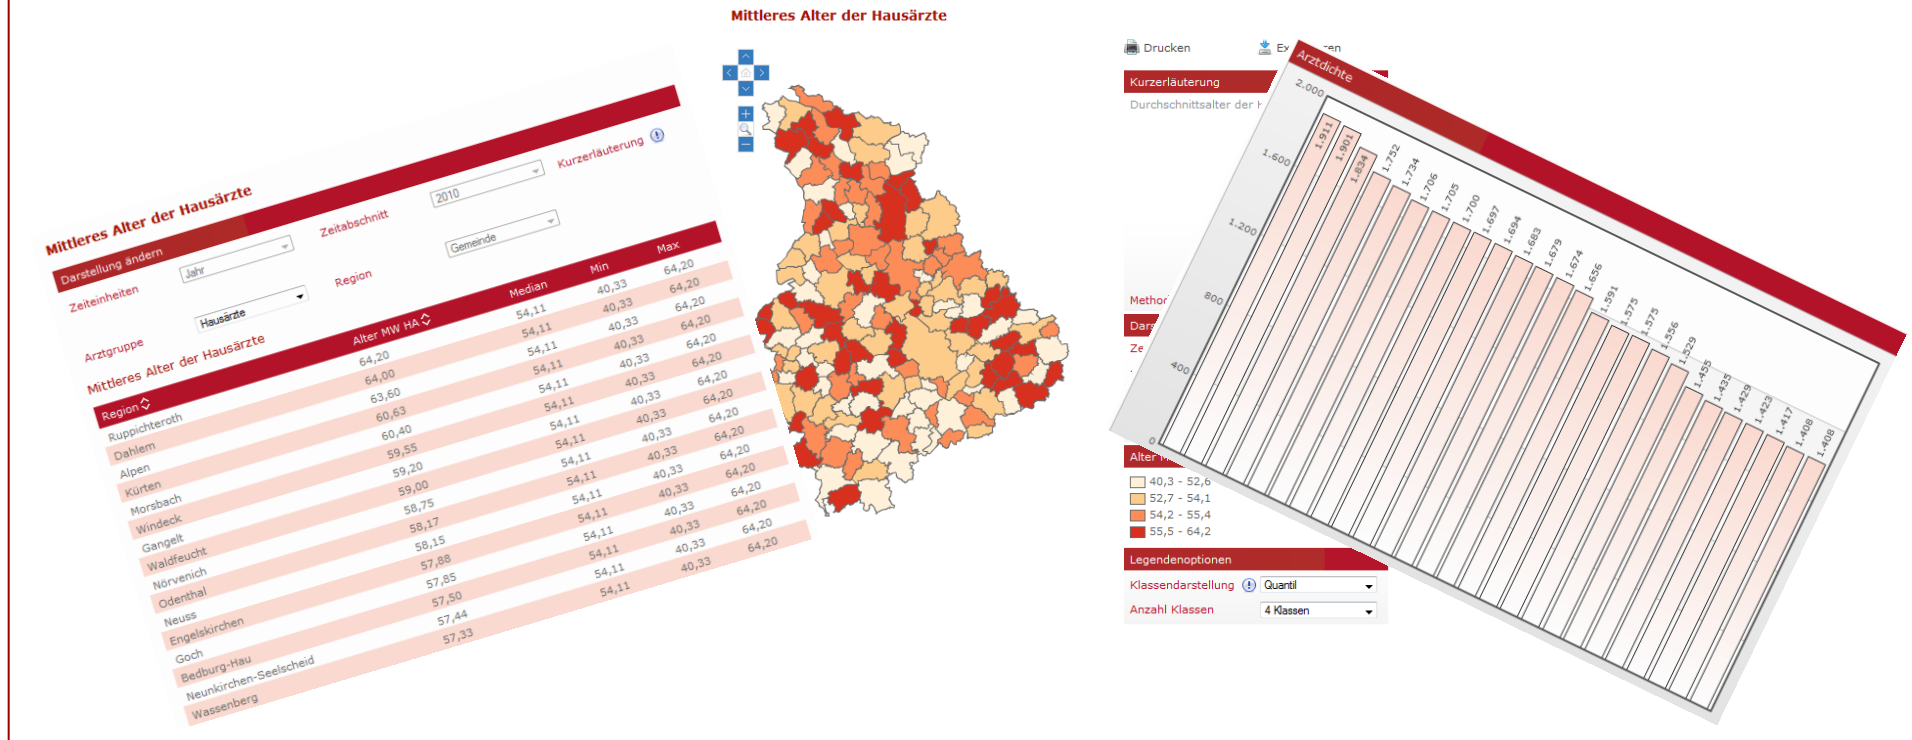 Mittleres Alter der Hausärzte
Darstellung ändern
Zeiteinheiten
Jahr
Zeitabschnitt
2010
Kurzerläuterung
Arztgruppe
Hausärzte
Region
Gemeinde
Mittleres Alter der Hausärzte
Region Alter MW HA Median Min Max
Ruppichteroth 64,20 54,11 40,33 64,20
Dahlem 64,00 54,11 40,33 64,20
Alpen 63,60 54,11 40,33 64,20
Kürten 60,63 54,11 40,33 64,20
Morsbach 60,40 54,11 40,33 64,20
Windeck 59,55 54,11 40,33 64,20
Gangelt 59,20 54,11 40,33 64,20
Waldfeucht 59,00 54,11 40,33 64,20
Nörvenich 58,75 54,11 40,33 64,20
Odenthal 58,17 54,11 40,33 64,20
Neuss 58,15 54,11 40,33 64,20
Engelskirchen 57,88 54,11 40,33 64,20
Goch 57,85 54,11 40,33 64,20
Bedburg-Hau 57,50 54,11 40,33 64,20
Neunkirchen-Seelscheid 57,44 54,11 40,33 64,20
Wassenberg 57,33 54,11 40,33 64,20
Mittleres Alter der Hausärzte
Drucken
Kurzerläuterung
Durchschnittsalter der
Alter
40,3 - 52,6
52,7 - 54,1
54,2 - 55,4
55,5 - 64,2
Legendenoptionen
Klassendarstellung Quantil
Anzahl Klassen 4 Klassen
Arztdichte
2.000
1.600
1.200
800
400
0
1.911
1.901
1.834
1.752
1.734
1.706
1.705
1.700
1.697
1.694
1.683
1.679
1.674
1.656
1.591
1.575
1.575
1.556
1.529
1.455
1.435
1.429
1.423
1.417
1.408
1.408